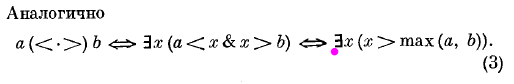 Аналогично
a (< · >) b ⟺ ∃x (a < x & x > b) ⟺ ∃x (x > max (a, b)).
(3)